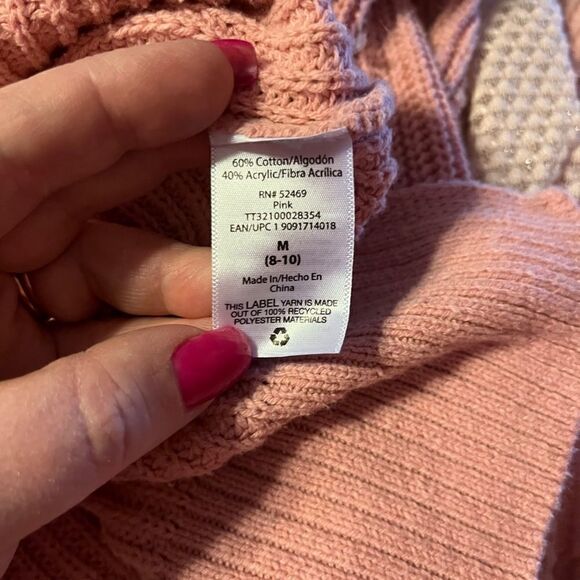 60% Cotton/Algodón
40% Acrylic/Fibra Acrílica
RN# 52469
Pink
TT32100028354
EAN/UPC 1 9091714018
M
(8-10)
Made In/Hecho En
China
THIS LABEL YARN IS MADE
OUT OF 100% RECYCLED
POLYESTER MATERIALS